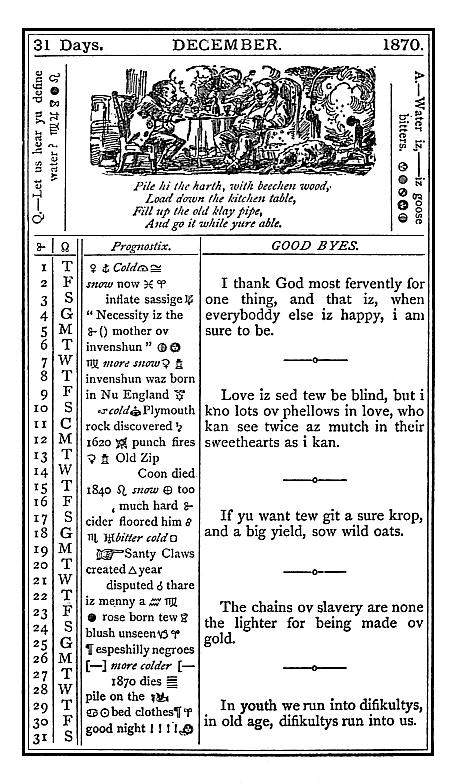 31 Days. DECEMBER. 1870.
Q.—Let us hear yu define
water?
Pile hi the harth, with beechen wood,
Load down the kitchen table,
Fill up the old klay pipe,
And go it while yure able.
A.—Water iz,—iz goose
bitters.
Prognostix.
1 T Cold
2 F snow now
3 S inflate sassige
4 G “ Necessity iz the
5 M () mother ov
6 T invenshun ”
7 W more snow
8 T invenshun waz born
9 F in Nu England
10 S cold Plymouth
11 C rock discovered
12 M 1620 punch fires
13 T Old Zip
14 W Coon died
15 T 1840 snow too
16 F much hard
17 S cider floored him
18 G bitter cold
19 M Santy Claws
20 T created year
21 W disputed thare
22 T iz menny a
23 F rose born tew
24 S blush unseen
25 G ¶ espeshilly negroes
26 M [—] more colder [—
27 T 1870 dies
28 W pile on the
29 T bed clothes ¶
30 F good night ! ! ! !
31 S
GOOD BYES.
I thank God most fervently for
one thing, and that iz, when
everyboddy else iz happy, i am
sure to be.
Love iz sed tew be blind, but i
kno lots ov phellows in love, who
kan see twice az mutch in their
sweethearts as i kan.
If yu want tew git a sure krop,
and a big yield, sow wild oats.
The chains ov slavery are none
the lighter for being made ov
gold.
In youth we run into difikultys,
in old age, difikultys run into us.